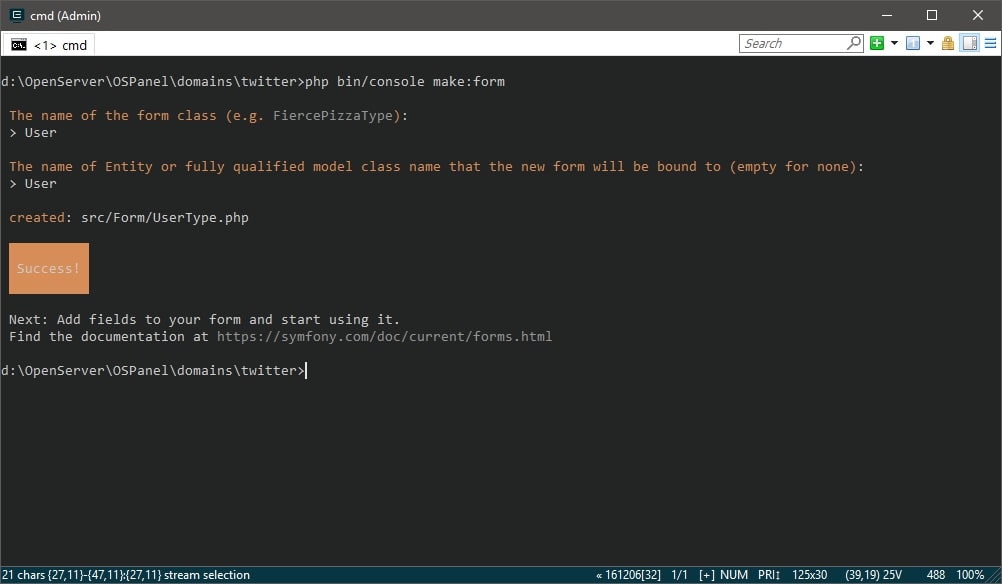 cmd (Admin)
<1> cmd
Search
d:\OpenServer\OSPanel\domains\twitter>php bin/console make:form
The name of the form class (e.g. FiercePizzaType):
> User
The name of Entity or fully qualified model class name that the new form will be bound to (empty for none):
> User
created: src/Form/UserType.php
Success!
Next: Add fields to your form and start using it.
Find the documentation at https://symfony.com/doc/current/forms.html
d:\OpenServer\OSPanel\domains\twitter>
21 chars {27,11}-{47,11}:{27,11} stream selection « 161206[32] 1/1 [+] NUM PRI↕ 125x30 (39,19) 25V 488 100%